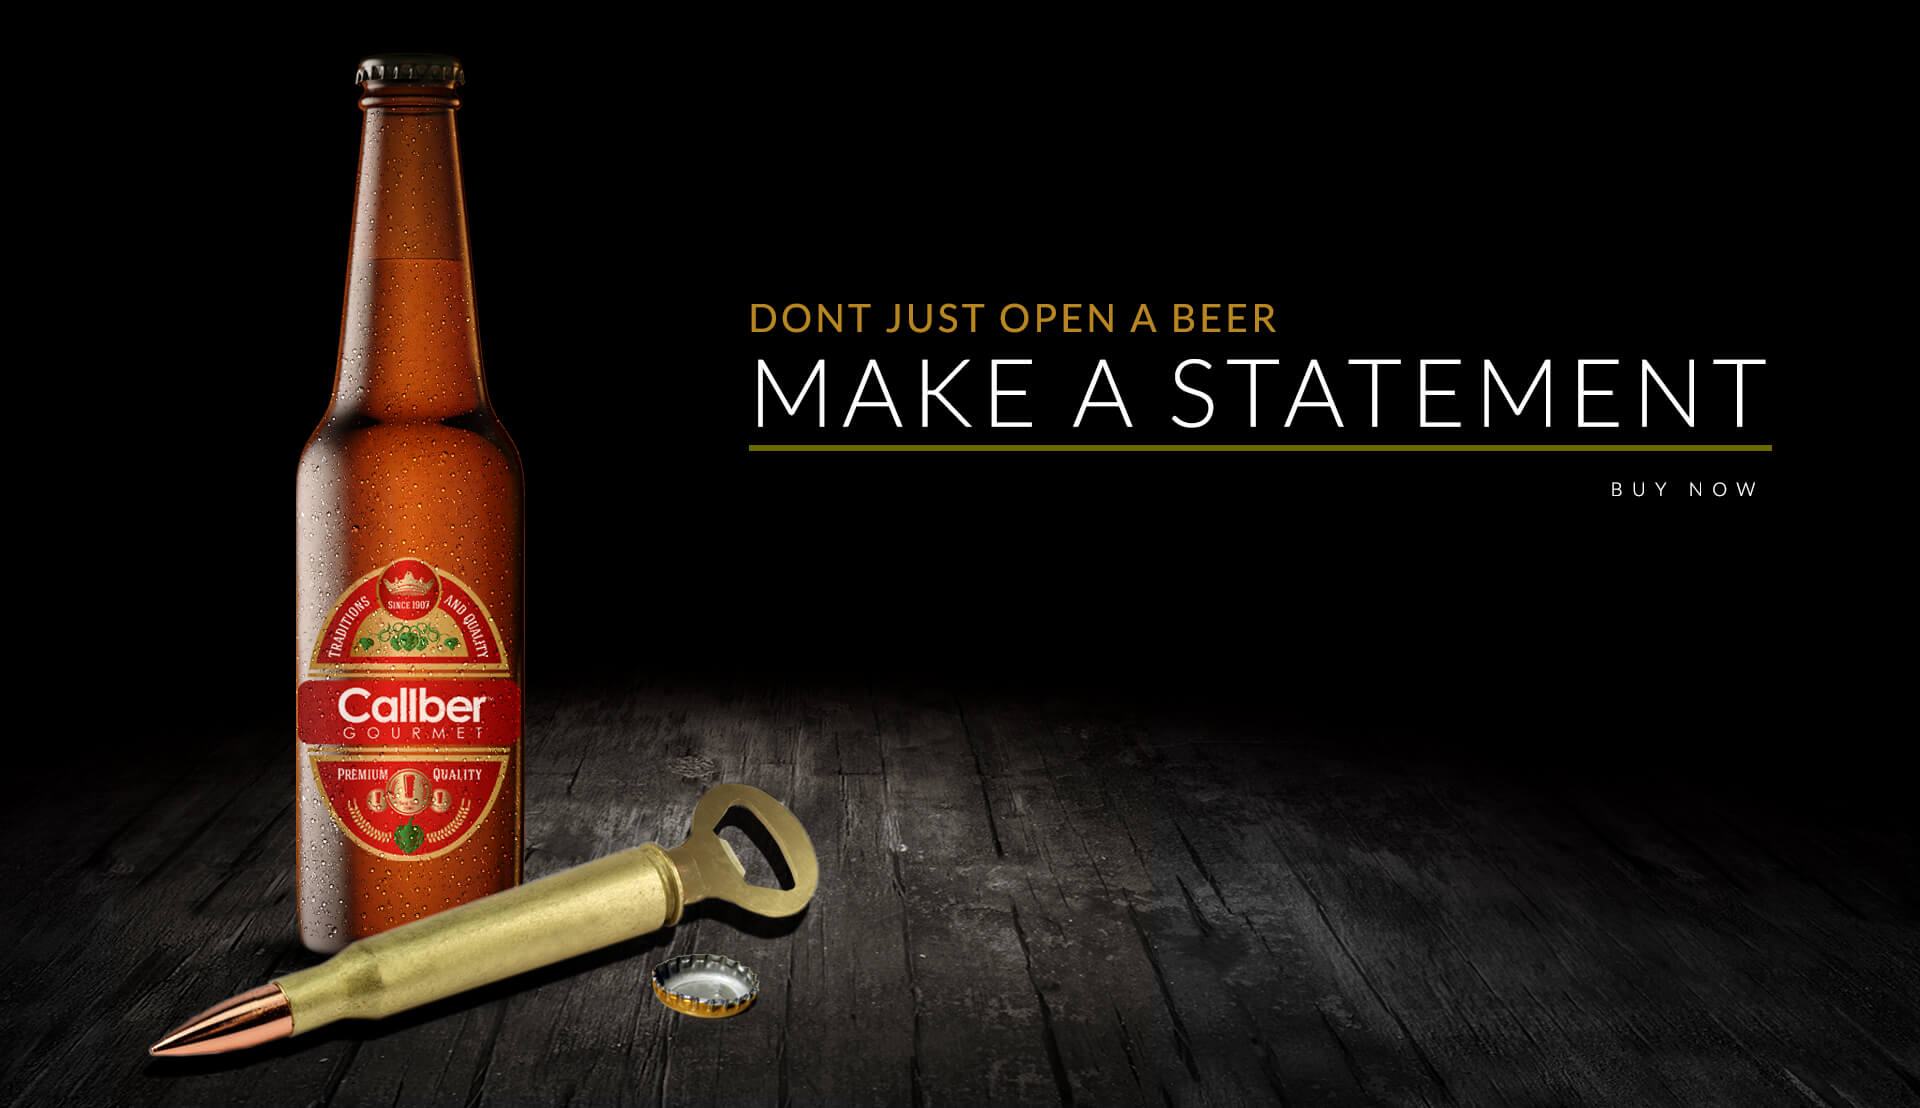 DONT JUST OPEN A BEER
MAKE A STATEMENT
BUY NOW
SINCE 1907
TRADITIONS AND QUALITY
Callber
GOURMET
PREMIUM QUALITY